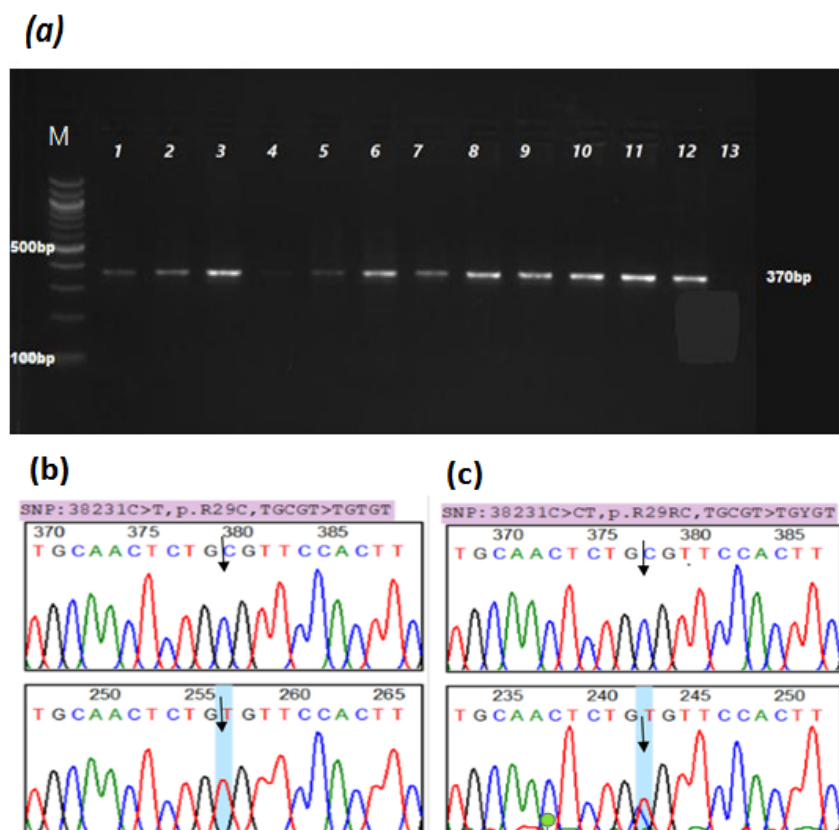 (a)
M
1 2 3 4 5 6 7 8 9 10 11 12 13
500bp
370bp
100bp
(b)
(c)
SNP:38231C>T,p.R29C,TGCGT>TGTGT
370 375 380 385
TGCAACTCTGCGTTCCACTT
250 255 260 265
TGCAACTCTGTGTTCCACTT
SNP:38231C>CT,p.R29RC,TGCGT>TGYGT
370 375 380 385
TGCAACTCTGCGTTCCACTT
235 240 245 250
TGCAACTCTGTGTTCCACTT